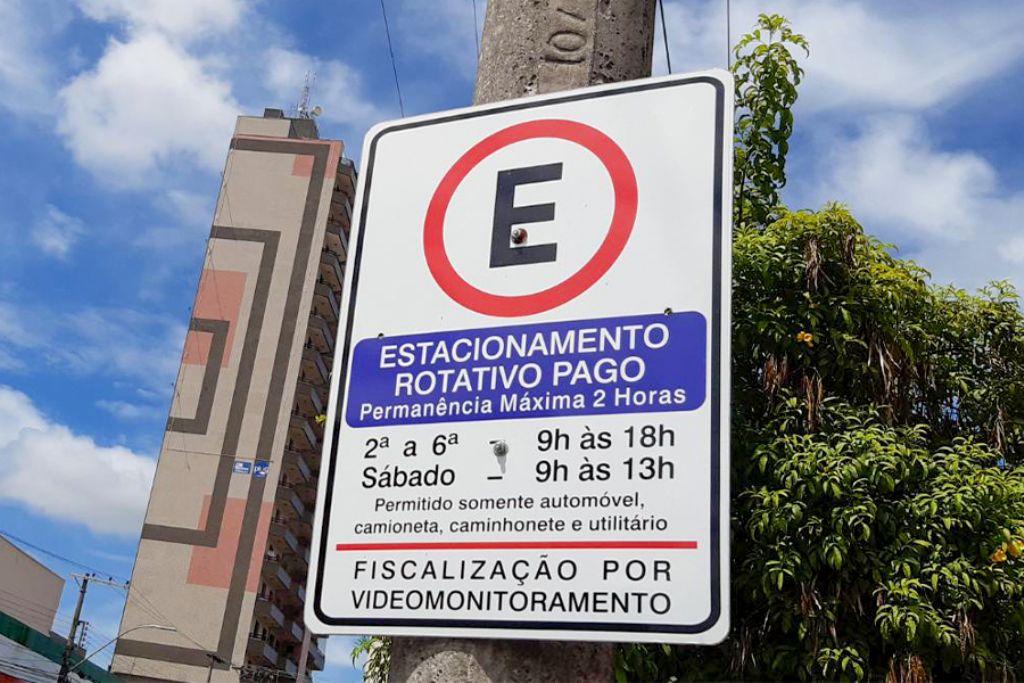 101
E
ESTACIONAMENTO
ROTATIVO PAGO
Permanência Máxima 2 Horas
2ª a 6ª - 9h às 18h
Sábado - 9h às 13h
Permitido somente automóvel,
camioneta, caminhonete e utilitário
FISCALIZAÇÃO POR
VIDEOMONITORAMENTO